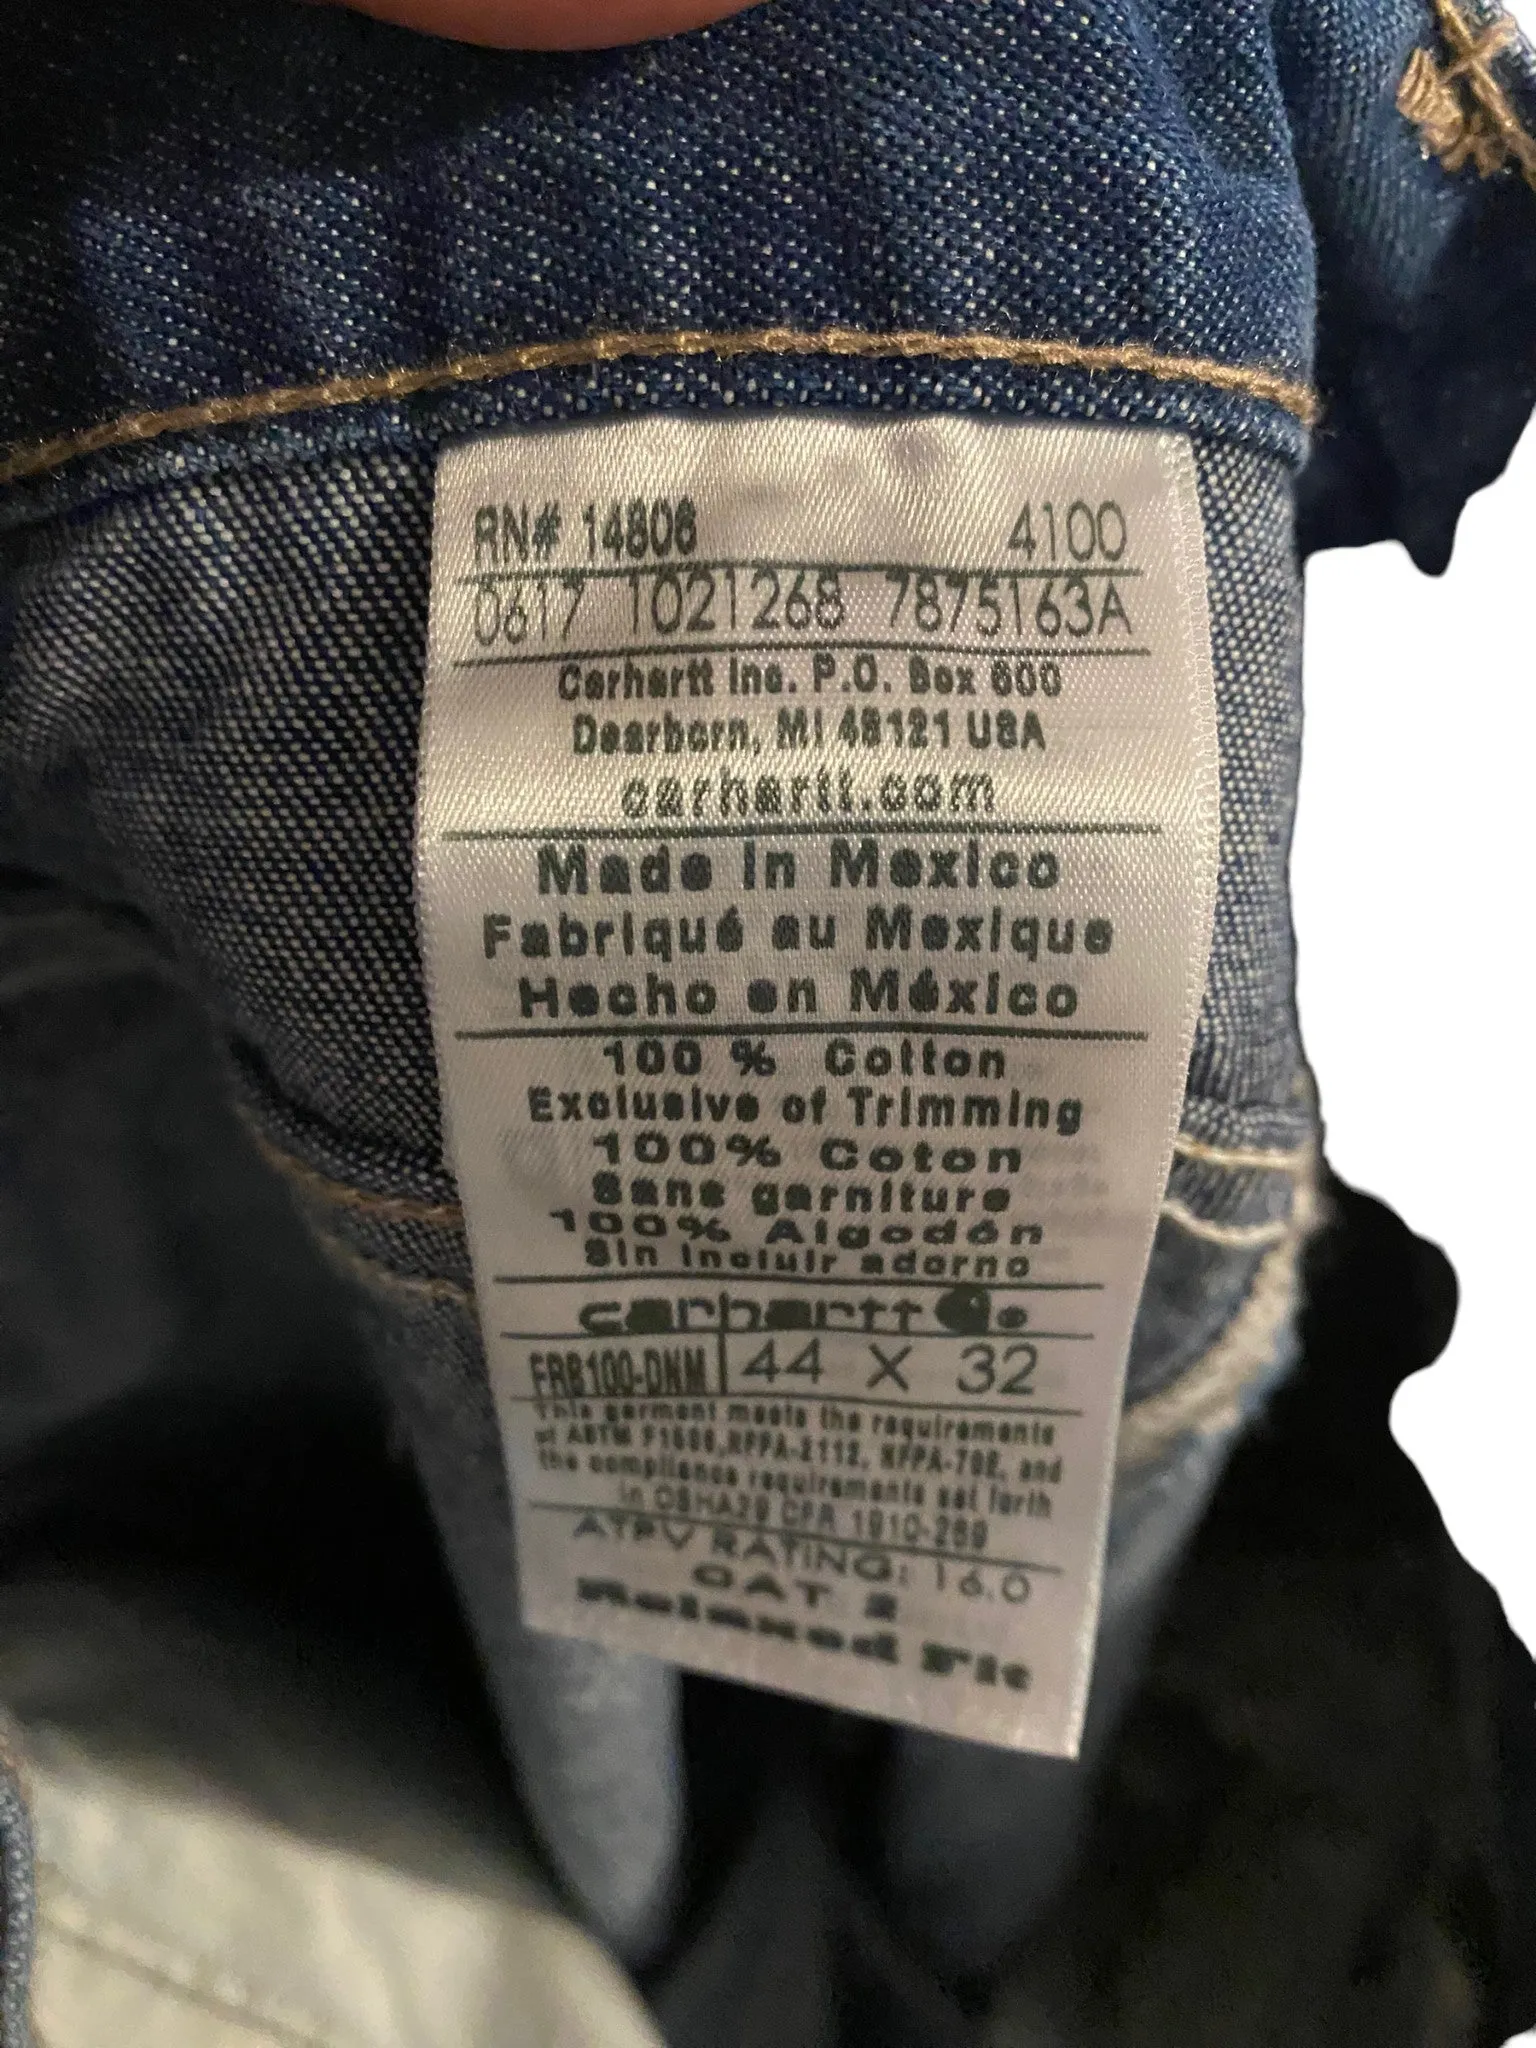 RN# 14806 4100
0617 1021268 7875163A
Carhartt Inc. P.O. Box 600
Dearborn, MI 48121 USA
carhartt.com
Made in Mexico
Fabriqué au Mexique
Hecho en México
100 % Cotton
Exclusive of Trimming
100% Coton
Sans garniture
100% Algodón
Sin incluir adorno
carhartt
FRB100-DNM 44 X 32
This garment meets the requirements
of ASTM F1506, NFPA-2112, NFPA-70E, and
the compliance requirements set forth
in OSHA29 CFR 1910-269
ATPV RATING: 16.0
CAT 2
Relaxed Fit